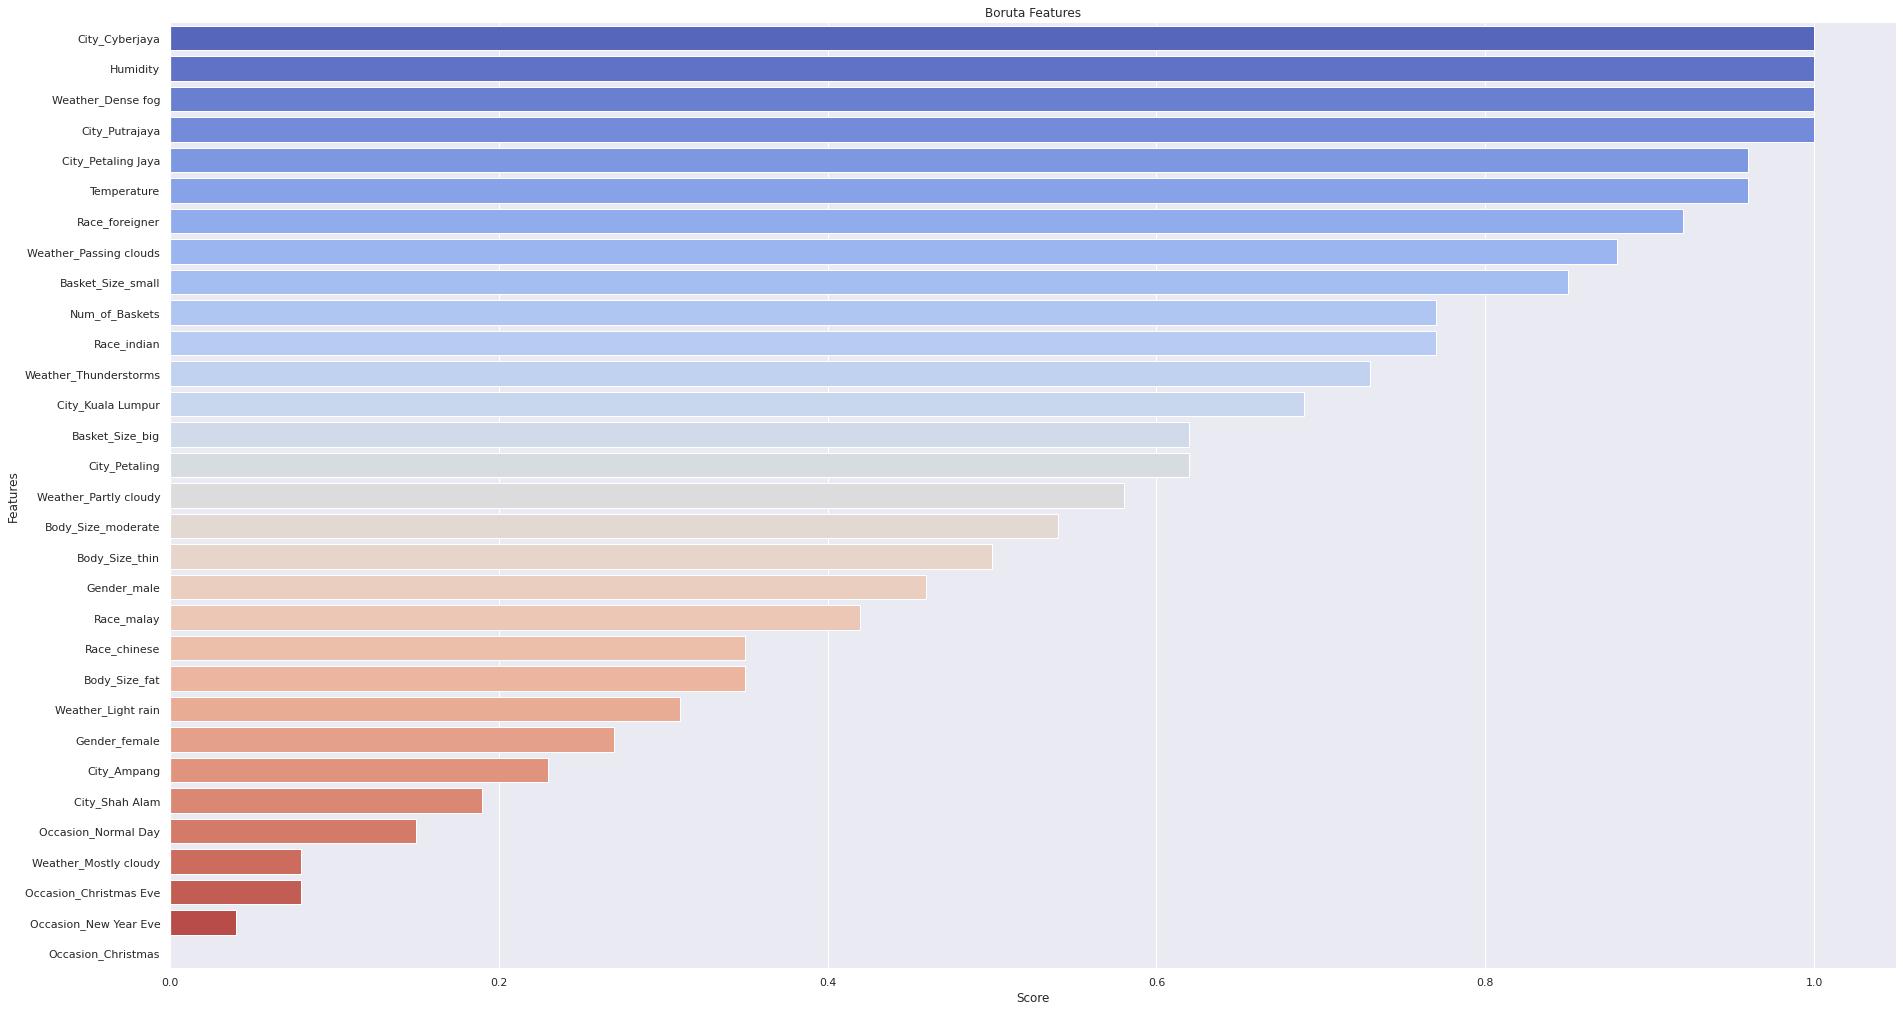 Boruta Features
City_Cyberjaya
Humidity
Weather_Dense fog
City_Putrajaya
City_Petaling Jaya
Temperature
Race_foreigner
Weather_Passing clouds
Basket_Size_small
Num_of_Baskets
Race_indian
Weather_Thunderstorms
City_Kuala Lumpur
Basket_Size_big
City_Petaling
Weather_Partly cloudy
Body_Size_moderate
Body_Size_thin
Gender_male
Race_malay
Race_chinese
Body_Size_fat
Weather_Light rain
Gender_female
City_Ampang
City_Shah Alam
Occasion_Normal Day
Weather_Mostly cloudy
Occasion_Christmas Eve
Occasion_New Year Eve
Occasion_Christmas
Features
0.0 0.2 0.4 0.6 0.8 1.0
Score